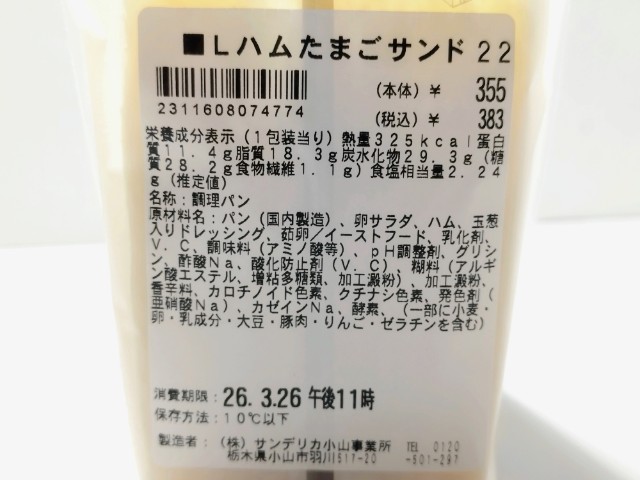 ■Lハムたまごサンド22
2311608074774
(本体) ¥ 355
(税込) ¥ 383
栄養成分表示(1包装当り)熱量325kcal蛋白
質11.4g脂質18.3g炭水化物29.3g(糖
質28.2g食物繊維1.1g)食塩相当量2.24
g(推定値)
名称:調理パン
原材料名:パン(国内製造)、卵サラダ、ハム、玉葱
入りドレッシング、茹卵/イーストフード、乳化剤、
V.C、調味料(アミノ酸等)、pH調整剤、グリシ
ン、酢酸Na、酸化防止剤(V.C)、糊料(アルギ
ン酸エステル、増粘多糖類、加工澱粉)、加工澱粉、
香辛料、カロチノイド色素、クチナシ色素、発色剤(
亜硝酸Na)、カゼインNa、酵素、(一部に小麦・
卵・乳成分・大豆・豚肉・りんご・ゼラチンを含む)
消費期限:26.3.26午後11時
保存方法:10℃以下
製造者:(株)サンデリカ小山事業所 TEL 0120
栃木県小山市羽川517-20 -501-287